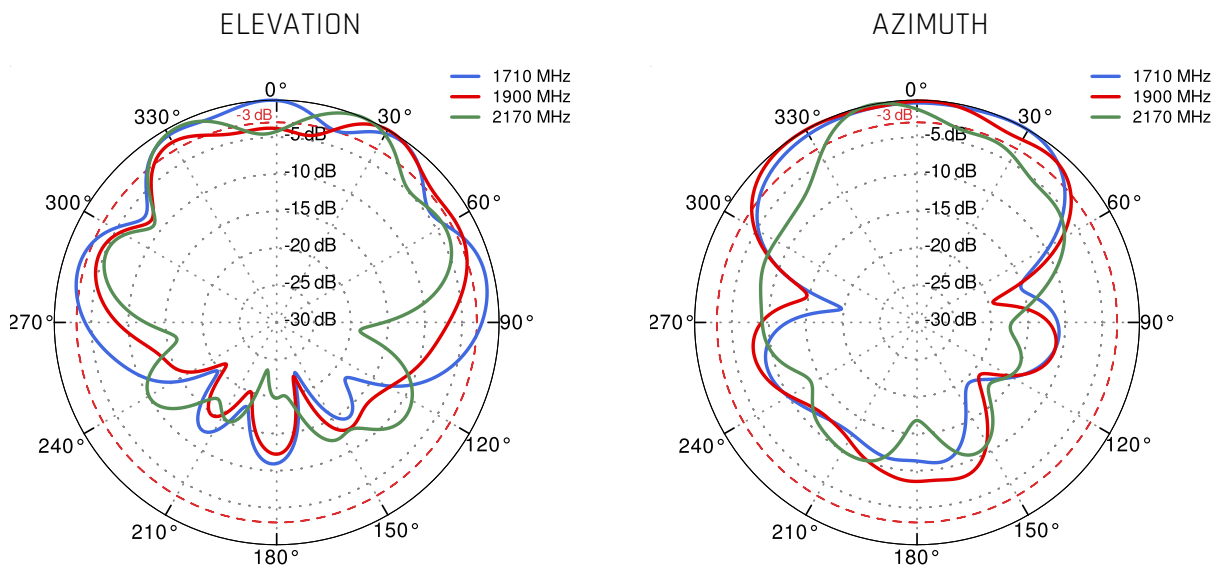 ELEVATION
1710 MHz
1900 MHz
2170 MHz
0°
330°
-3 dB
30°
-5 dB
-10 dB
300°
60°
-15 dB
-20 dB
-25 dB
270°
-30 dB
90°
240°
120°
210°
150°
180°
AZIMUTH
1710 MHz
1900 MHz
2170 MHz
0°
330°
-3 dB
30°
-5 dB
-10 dB
300°
60°
-15 dB
-20 dB
-25 dB
270°
-30 dB
90°
240°
120°
210°
150°
180°